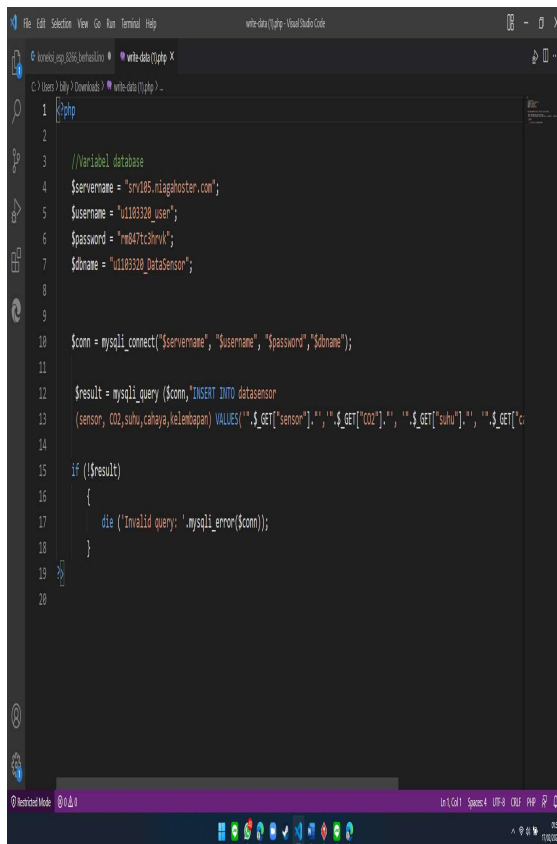 File Edit Selection View Go Run Terminal Help write-data (1).php - Visual Studio Code
koneksi_esp_8266_berhasil.ino write-data (1).php
C: > Users > billy > Downloads > write-data (1).php > ...
1 <?php
2
3 //Variabel database
4 $servername = "srv105.niagahoster.com";
5 $username = "u1103320_user";
6 $password = "rm847tc3hrvk";
7 $dbname = "u1103320_DataSensor";
8
9
10 $conn = mysqli_connect("$servername", "$username", "$password","$dbname");
11
12 $result = mysqli_query ($conn,"INSERT INTO datasensor
13 (sensor, CO2,suhu,cahaya,kelembapan) VALUES('".$_GET["sensor"]."','".$_GET["CO2"]."', '".$_GET["suhu"]."', '".$_GET["ca
14
15 if (!$result)
16 {
17 die ('Invalid query: '.mysqli_error($conn));
18 }
19 ?>
20
Restricted Mode 0 0 Ln 1, Col 1 Spaces: 4 UTF-8 CRLF PHP